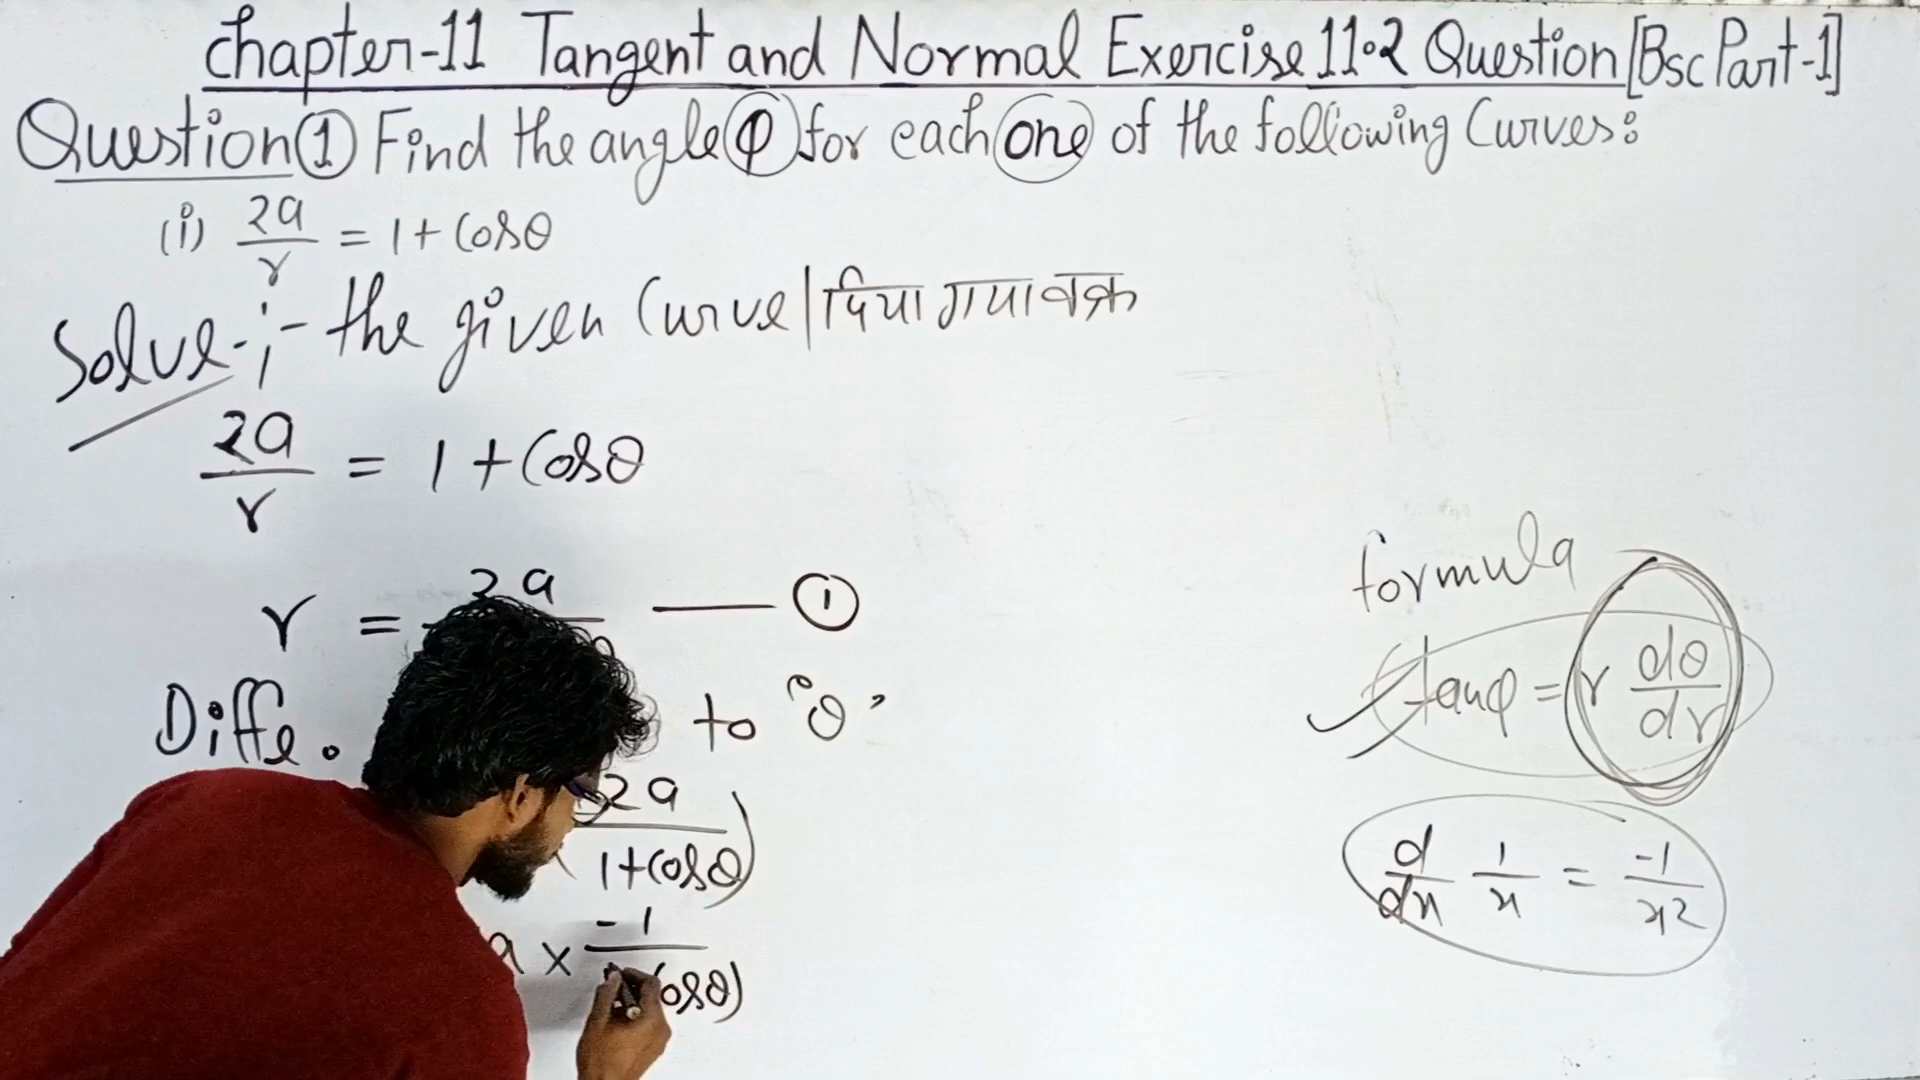 Chapter-11 Tangent and Normal Exercise 11.2 Question [Bsc Part-1]
Question ① Find the angle φ for each one of the following Curves:
(i) 2a/r = 1 + Cosθ
Solve-:- the given Curve | दिया गया वक्र
2a/r = 1 + Cosθ
r = 2a ― ①
Diffe. to "θ"
2a/(1+Cosθ))
a × -1/ Cosθ)
formula
tanφ = r dθ/dr
d/dx 1/x = -1/x²